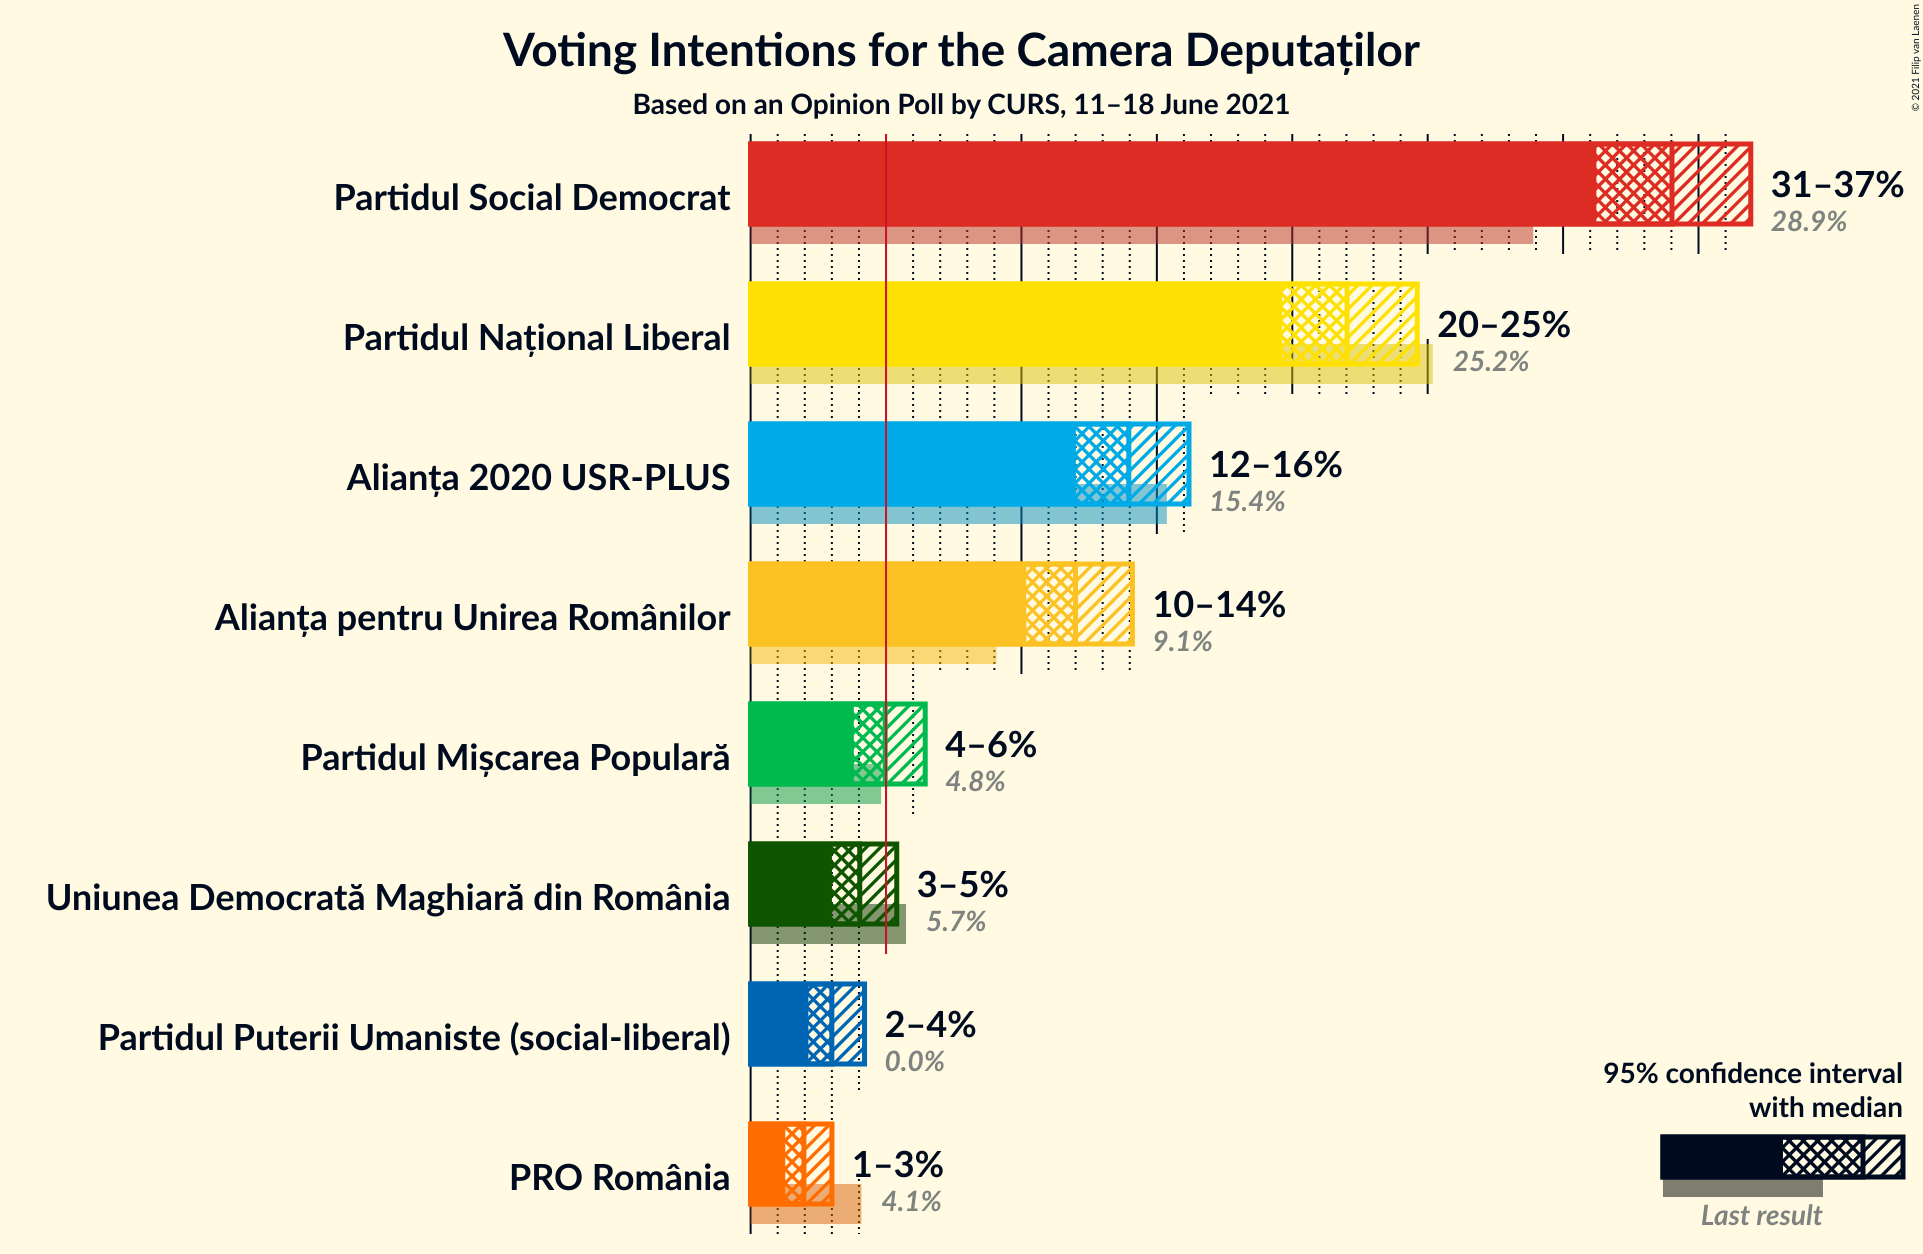 Voting Intentions for the Camera Deputaților
Based on an Opinion Poll by CURS, 11–18 June 2021
© 2021 Filip van Laenen
Partidul Social Democrat
31–37%
28.9%
Partidul Național Liberal
20–25%
25.2%
Alianța 2020 USR-PLUS
12–16%
15.4%
Alianța pentru Unirea Românilor
10–14%
9.1%
Partidul Mișcarea Populară
4–6%
4.8%
Uniunea Democrată Maghiară din România
3–5%
5.7%
Partidul Puterii Umaniste (social-liberal)
2–4%
0.0%
PRO România
1–3%
4.1%
95% confidence interval
with median
Last result